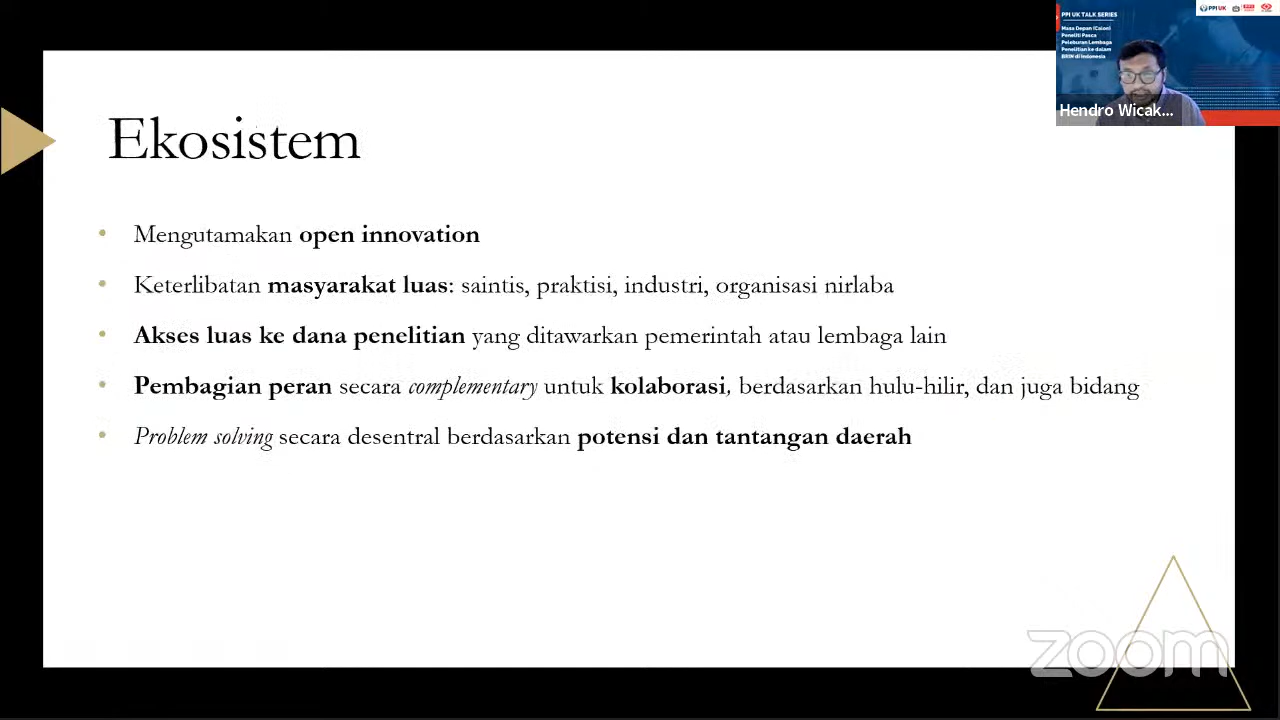 PPI UK TALK SERIES
Masa Depan (Calon)
Peneliti Pasca
Peleburan Lembaga
Penelitian ke dalam
BRIN di Indonesia
PPI UK
Hendro Wicak...
Ekosistem
• Mengutamakan open innovation
• Keterlibatan masyarakat luas: saintis, praktisi, industri, organisasi nirlaba
• Akses luas ke dana penelitian yang ditawarkan pemerintah atau lembaga lain
• Pembagian peran secara complementary untuk kolaborasi, berdasarkan hulu-hilir, dan juga bidang
• Problem solving secara desentral berdasarkan potensi dan tantangan daerah
zoom